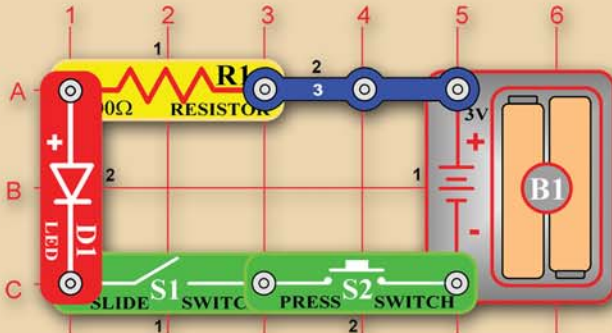 1 2 3 4 5 6
1
A R1 2
3
00Ω RESISTOR 3V
+ +
B 2 1 B1
D1
LED -
C S1 S2
SLIDE SWITC PRESS SWITCH
1 2